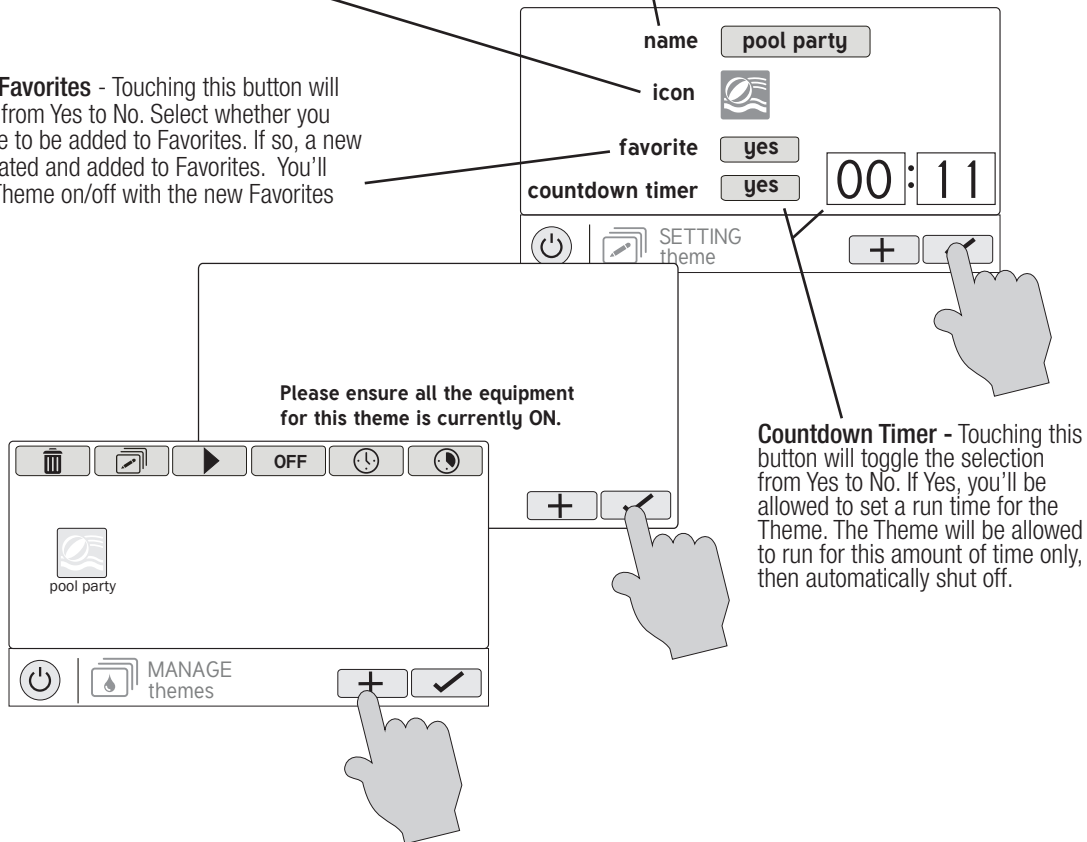 name pool party
icon
Favorites - Touching this button will
from Yes to No. Select whether you
to be added to Favorites. If so, a new
and added to Favorites. You'll
Theme on/off with the new Favorites
favorite yes
countdown timer yes 00:11
SETTING
theme
Please ensure all the equipment
for this theme is currently ON.
Countdown Timer - Touching this
button will toggle the selection
from Yes to No. If Yes, you'll be
allowed to set a run time for the
Theme. The Theme will be allowed
to run for this amount of time only,
then automatically shut off.
OFF
pool party
MANAGE
themes